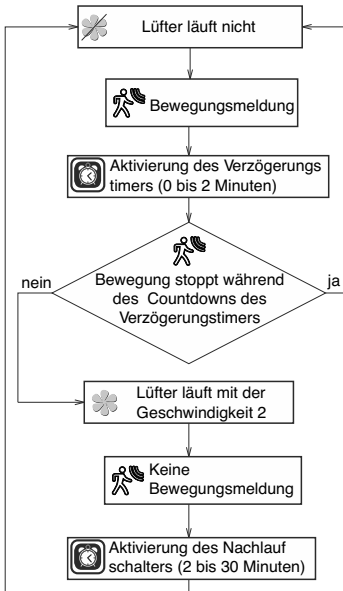 Lüfter läuft nicht
Bewegungsmeldung
Aktivierung des Verzögerungs
timers (0 bis 2 Minuten)
nein
ja
Bewegung stoppt während
des Countdowns des
Verzögerungstimers
Lüfter läuft mit der
Geschwindigkeit 2
Keine
Bewegungsmeldung
Aktivierung des Nachlauf
schalters (2 bis 30 Minuten)